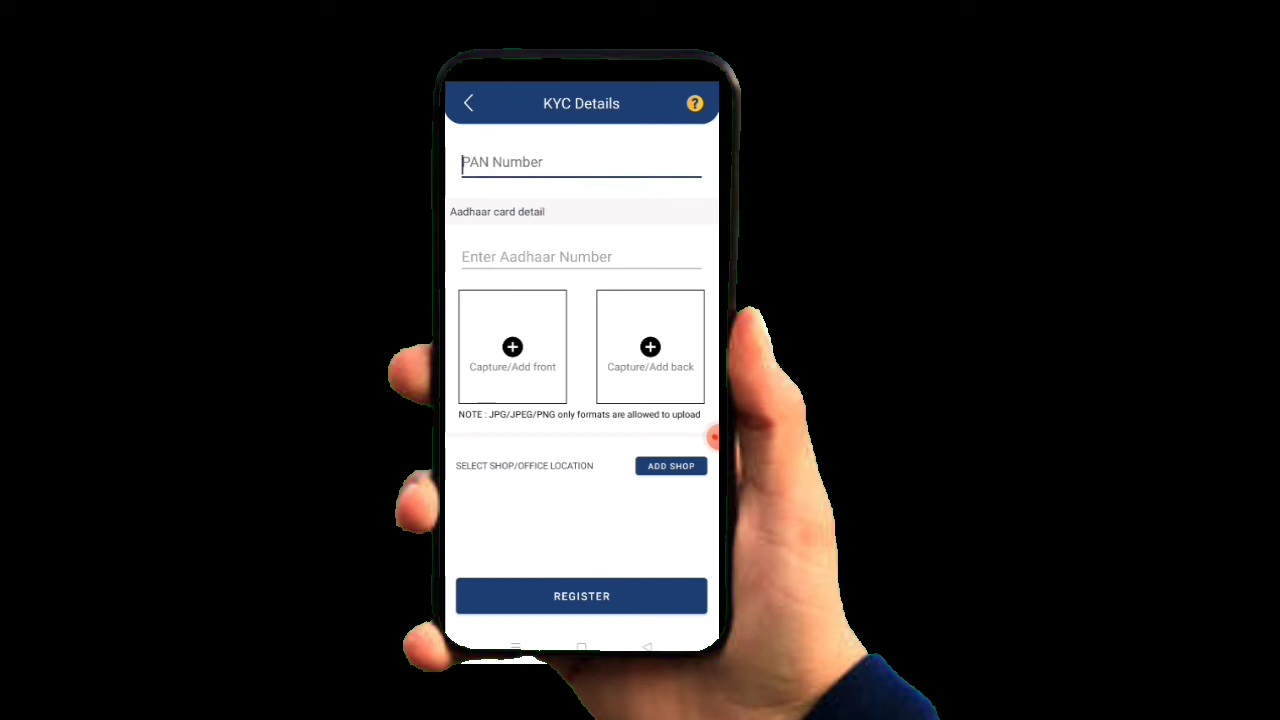 KYC Details ?
PAN Number
Aadhaar card detail
Enter Aadhaar Number
Capture/Add front Capture/Add back
NOTE : JPG/JPEG/PNG only formats are allowed to upload
SELECT SHOP/OFFICE LOCATION ADD SHOP
REGISTER